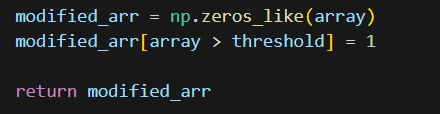 modified_arr = np.zeros_like(array)
modified_arr[array > threshold] = 1
return modified_arr